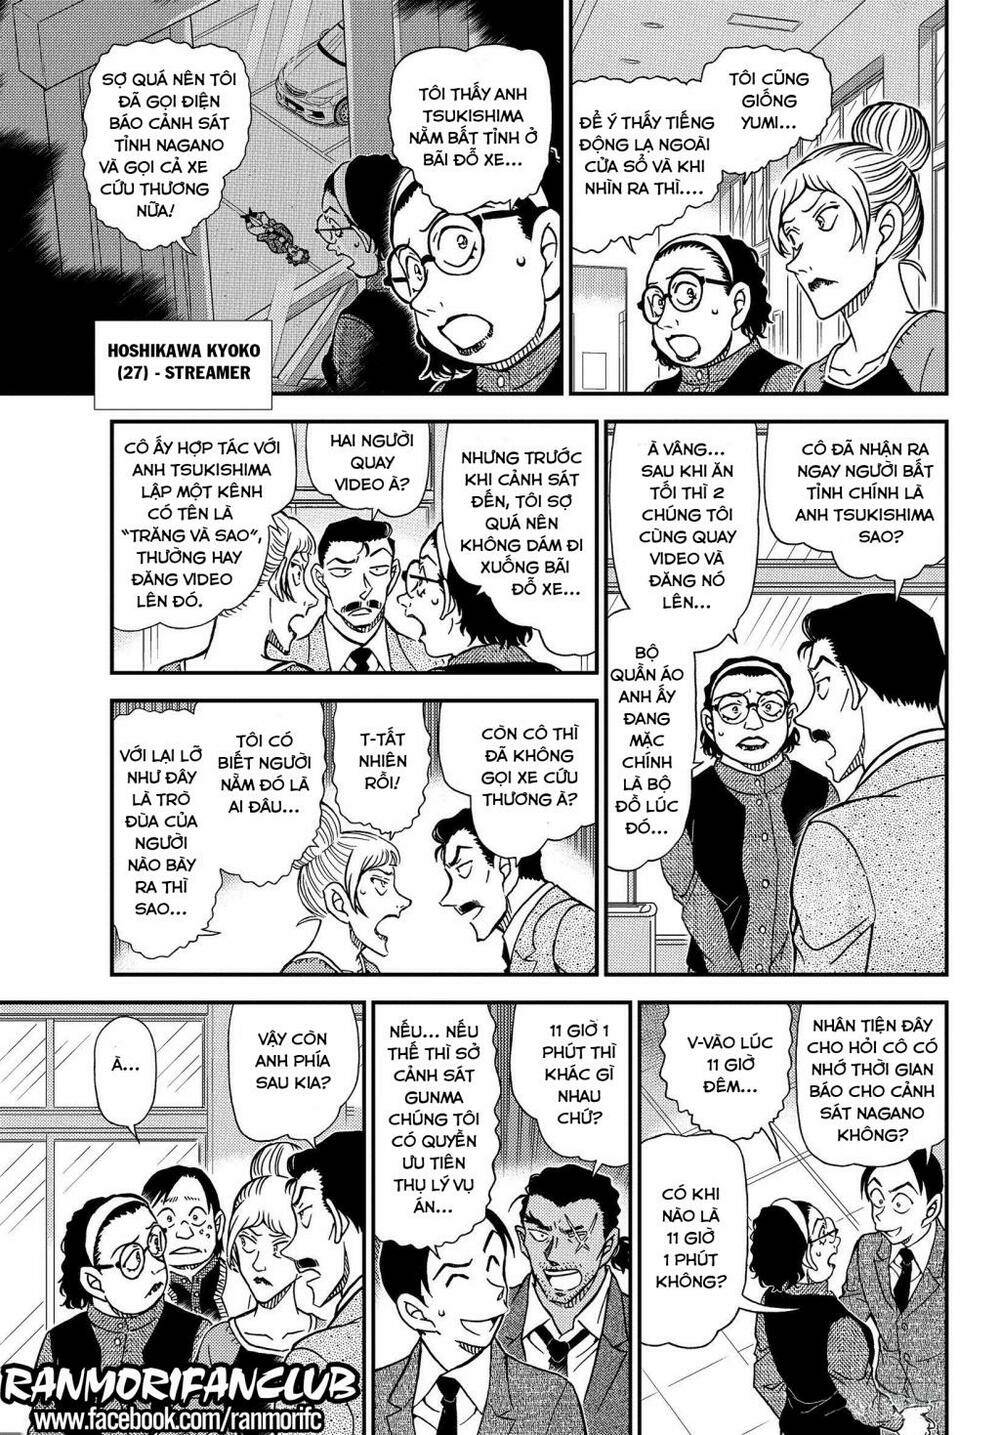 TÔI CŨNG
GIỐNG
YUMI...
ĐỂ Ý THẤY TIẾNG
ĐỘNG LẠ NGOÀI
CỬA SỔ VÀ KHI
NHÌN RA THÌ....
TÔI THẤY ANH
TSUKISHIMA
NẰM BẤT TỈNH Ở
BÃI ĐỖ XE...
SỢ QUÁ NÊN TÔI
ĐÃ GỌI ĐIỆN
BÁO CẢNH SÁT
TỈNH NAGANO
VÀ GỌI CẢ XE
CỨU THƯƠNG
NỮA!
HOSHIKAWA KYOKO
(27) - STREAMER
CÔ ĐÃ NHẬN RA
NGAY NGƯỜI BẤT
TỈNH CHÍNH LÀ
ANH TSUKISHIMA
SAO?
À VÂNG...
SAU KHI ĂN
TỐI THÌ 2
CHÚNG TÔI
CÙNG QUAY
VIDEO VÀ
ĐĂNG NÓ
LÊN...
BỘ
QUẦN ÁO
ANH ẤY
ĐANG
MẶC
CHÍNH
LÀ BỘ
ĐỒ LÚC
ĐÓ...
NHƯNG TRƯỚC
KHI CẢNH SÁT
ĐẾN, TÔI SỢ
QUÁ NÊN
KHÔNG DÁM ĐI
XUỐNG BÃI
ĐỖ XE...
HAI NGƯỜI
QUAY
VIDEO À?
CÔ ẤY HỢP TÁC VỚI
ANH TSUKISHIMA
LẬP MỘT KÊNH
CÓ TÊN LÀ
"TRĂNG VÀ SAO",
THƯỜNG HAY
ĐĂNG VIDEO
LÊN ĐÓ.
CÒN CÔ THÌ
ĐÃ KHÔNG
GỌI XE CỨU
THƯƠNG À?
T-TẤT
NHIÊN
RỒI!
TÔI CÓ
BIẾT NGƯỜI
NẰM ĐÓ LÀ
AI ĐÂU...
VỚI LẠI LỠ
NHƯ ĐÂY
LÀ TRÒ
ĐÙA CỦA
NGƯỜI
NÀO BÀY
RA THÌ
SAO...
NHÂN TIỆN ĐÂY
CHO HỎI CÔ CÓ
NHỚ THỜI GIAN
BÁO CHO CẢNH
SÁT NAGANO
KHÔNG?
V-VÀO LÚC
11 GIỜ
ĐÊM...
CÓ KHI
NÀO LÀ
11 GIỜ
1 PHÚT
KHÔNG?
11 GIỜ 1
PHÚT THÌ
KHÁC GÌ
NHAU CHỨ?
NẾU... NẾU
THẾ THÌ SỞ
CẢNH SÁT
GUNMA
CHÚNG TÔI
CÓ QUYỀN
ƯU TIÊN
THỤ LÝ VỤ
ÁN...
VẬY CÒN
ANH PHÍA
SAU KIA?
À...
RANMORIFANCLUB
www.facebook.com/ranmorifc